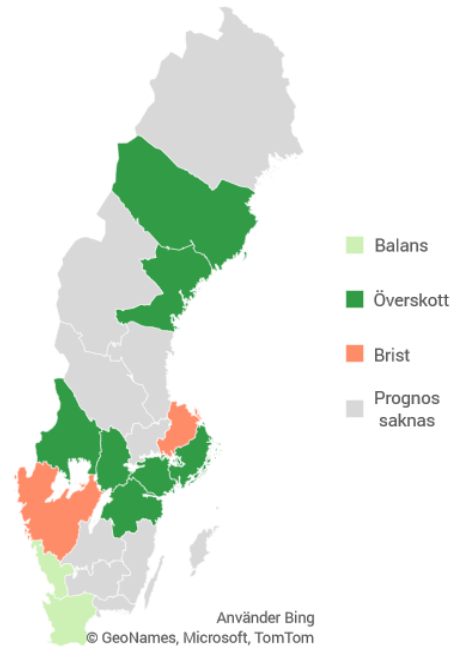 Balans
Överskott
Brist
Prognos
saknas
Använder Bing
© GeoNames, Microsoft, TomTom